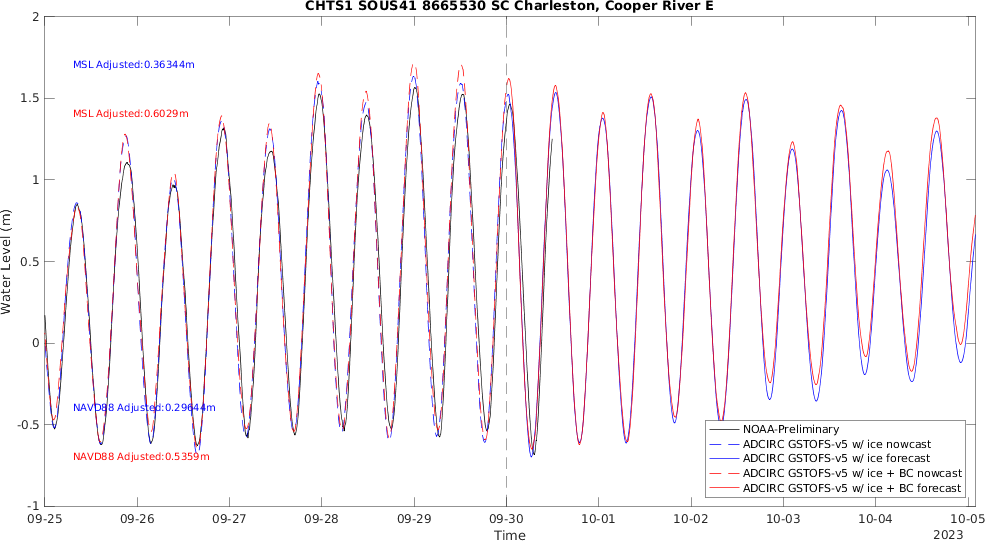 CHTS1 SOUS41 8665530 SC Charleston, Cooper River E
2
1.5
1
0.5
0
-0.5
-1
Water Level (m)
MSL Adjusted:0.36344m
MSL Adjusted:0.6029m
NAVD88 Adjusted:0.29644m
NAVD88 Adjusted:0.5359m
NOAA-Preliminary
ADCIRC GSTOFS-v5 w/ ice nowcast
ADCIRC GSTOFS-v5 w/ ice forecast
ADCIRC GSTOFS-v5 w/ ice + BC nowcast
ADCIRC GSTOFS-v5 w/ ice + BC forecast
09-25 09-26 09-27 09-28 09-29 09-30 10-01 10-02 10-03 10-04 10-05
Time
2023